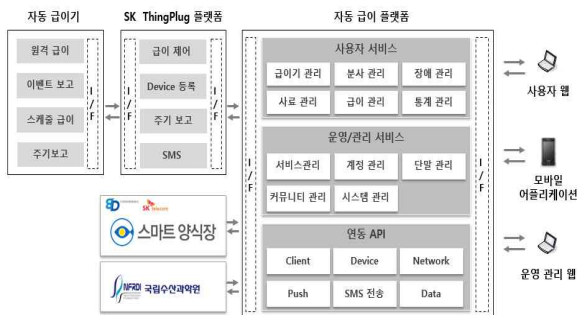 자동 급이기
원격 급이
이벤트 보고
스케줄 급이
주기보고
I/F
SK ThingPlug 플랫폼
급이 제어
Device 등록
주기 보고
SMS
I/F
자동 급이 플랫폼
I/F
사용자 서비스
급이기 관리
분사 관리
장애 관리
사료 관리
급이 관리
통계 관리
운영/관리 서비스
서비스관리
계정 관리
단말 관리
커뮤니티 관리
시스템 관리
연동 API
Client
Device
Network
Push
SMS 전송
Data
I/F
사용자 웹
모바일
어플리케이션
운영 관리 웹
SK telecom
스마트 양식장
NFRDI 국립수산과학원